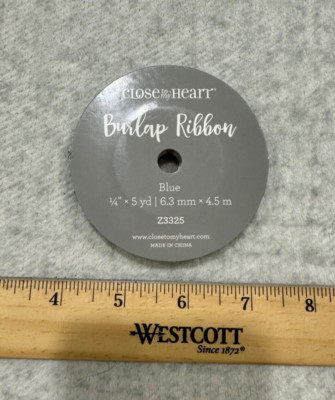 CLOSE TO MY HEART™
Burlap Ribbon
Blue
¼" × 5 yd | 6.3 mm × 4.5 m
Z3325
www.closetomyheart.com
MADE IN CHINA
4 5 6 7 8
WESTCOTT
Since 1872®